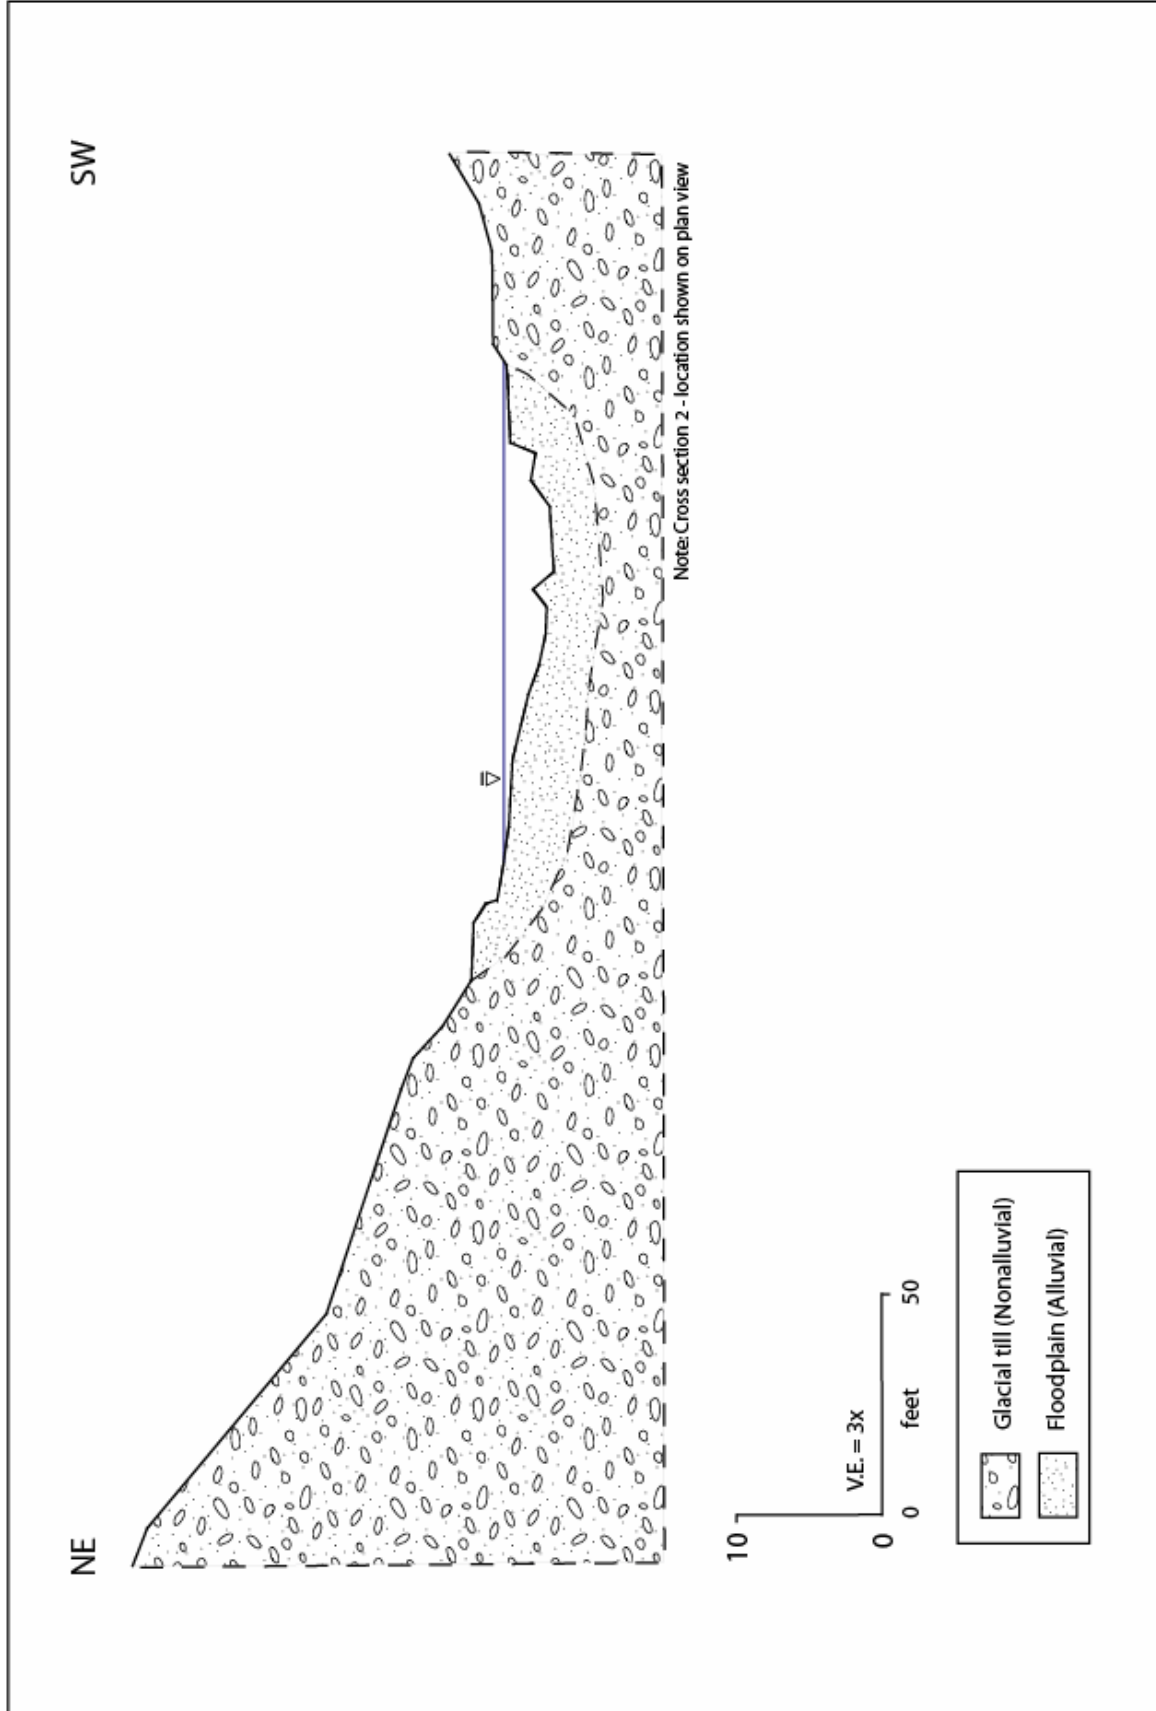 NE SW
Note: Cross section 2 - location shown on plan view
10
V.E. = 3x
0
0 feet 50
Glacial till (Nonalluvial)
Floodplain (Alluvial)